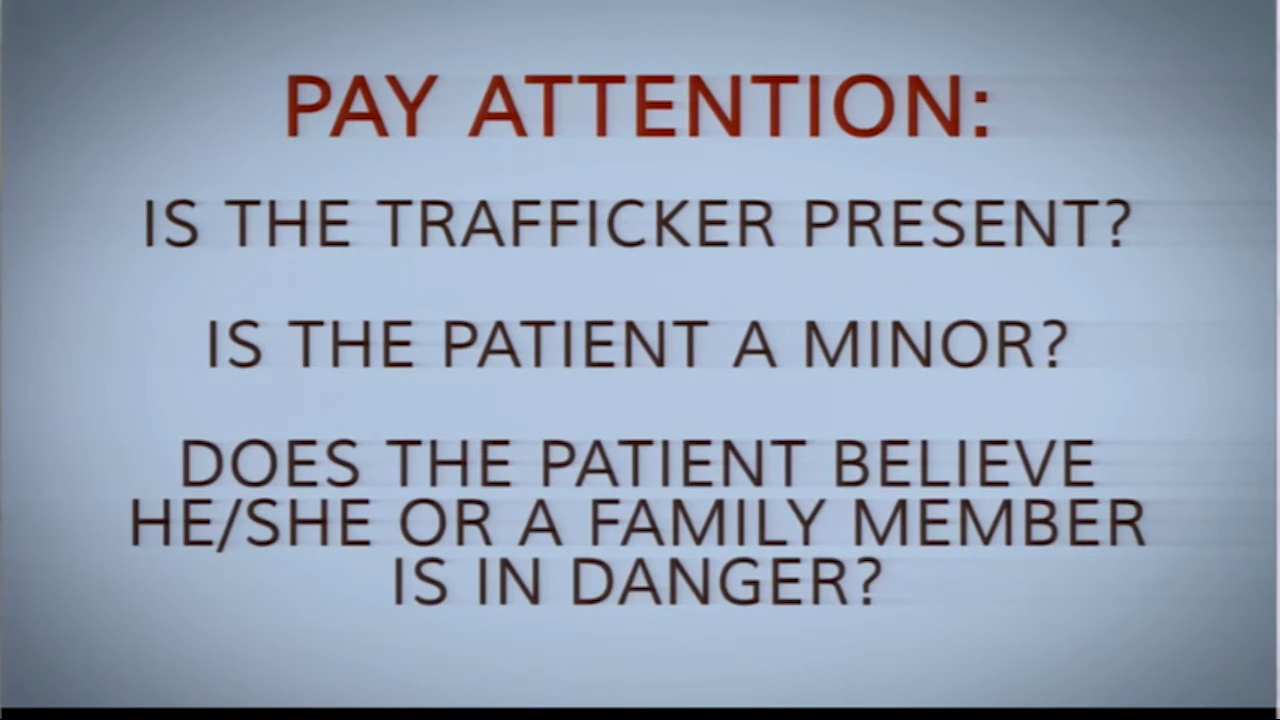 PAY ATTENTION:
IS THE TRAFFICKER PRESENT?
IS THE PATIENT A MINOR?
DOES THE PATIENT BELIEVE
HE/SHE OR A FAMILY MEMBER
IS IN DANGER?